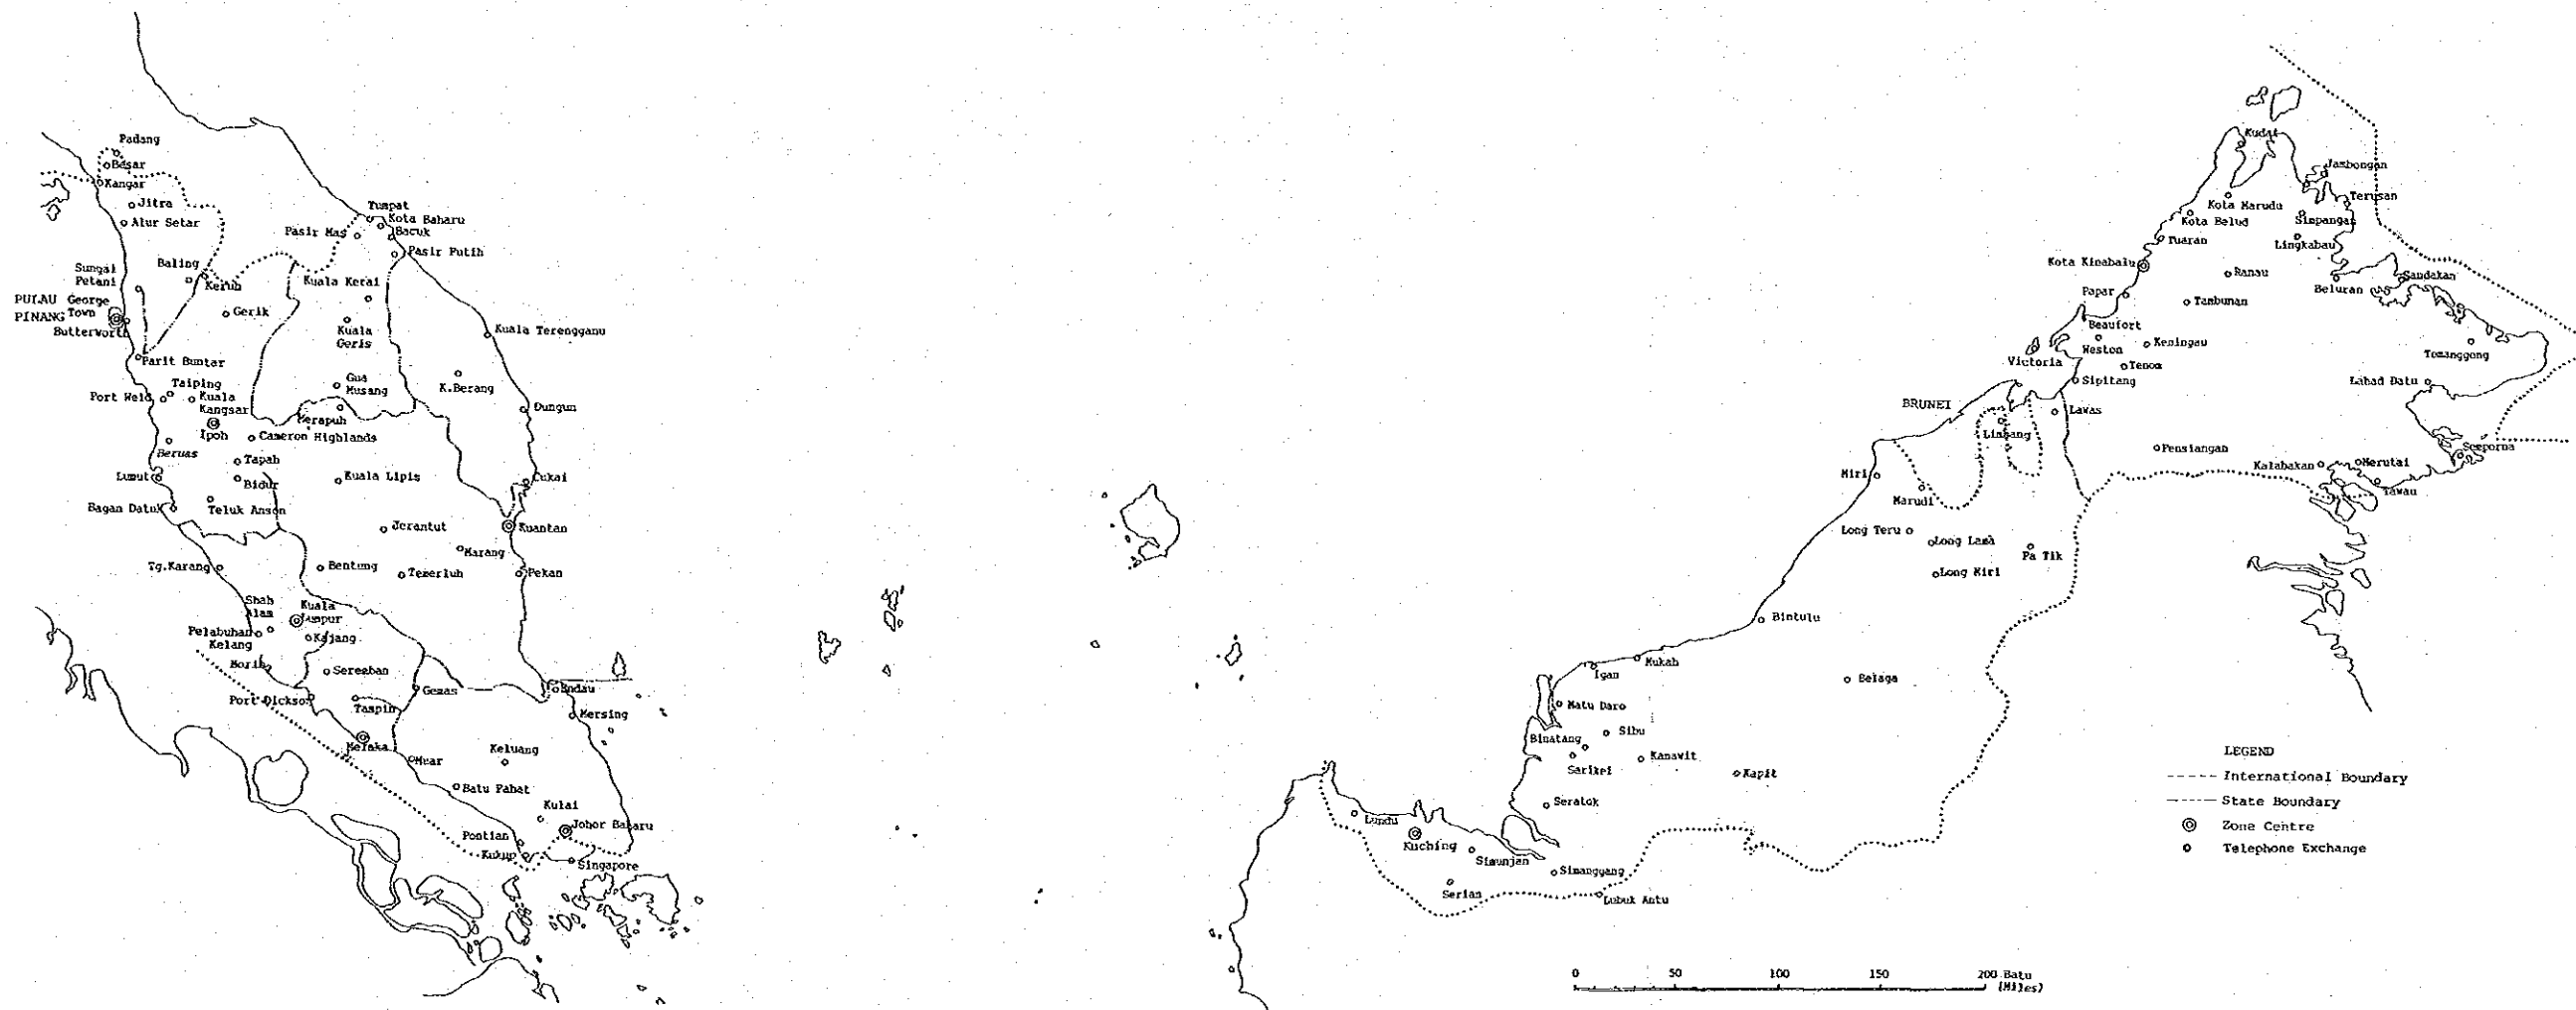 Padang
Besar
Kangar
Jitra
Alur Setar
Tumpat
Kota Baharu
Bacuk
Pasir Mas
Pasir Putih
Sungai
Petani
Baling
Keruh
Kuala Kerai
PULAU
PINANG
George
Town
Butterworth
Gerik
Kuala
Geris
Kuala Terengganu
Parit Buntar
Taiping
Port Weld
Kuala
Kangsar
Gua
Musang
K.Berang
Dungun
Merapuh
Ipoh
Cameron Highlands
Beruas
Tapah
Lumut
Bidur
Kuala Lipis
Cukai
Bagan Datuk
Teluk Anson
Jerantut
Kuantan
Marang
Tg.Karang
Bentung
Temerluh
Pekan
Shah
Alam
Kuala
Lumpur
Pelabuhan
Kelang
Kajang
Morib
Seremban
Port Dickson
Tampin
Gemas
Endau
Mersing
Melaka
Muar
Keluang
Batu Pahat
Kulai
Pontian
Johor Baharu
Kukup
Singapore
Kudat
Jambongan
Terusan
Kota Marudu
Kota Belud
Simpangan
Tuaran
Lingkabau
Kota Kinabalu
Ranau
Sandakan
Beluran
Papar
Tambunan
Beaufort
Weston
Keningau
Tomanggong
Victoria
Tenom
Sipitang
Lahad Datu
BRUNEI
Lawas
Limbang
Pensiangan
Semporna
Kalabakan
Merutai
Tawau
Miri
Marudi
Long Teru
Long Lama
Pa Tik
Long Miri
Bintulu
Mukah
Igan
Belaga
Matu Daro
Sibu
Binatang
Sarikei
Kanawit
Kapit
Seratok
Lundu
Kuching
Simunjan
Simanggang
Serian
Lubuk Antu
LEGEND
International Boundary
State Boundary
Zone Centre
Telephone Exchange
0 50 100 150 200 Batu
(Miles)